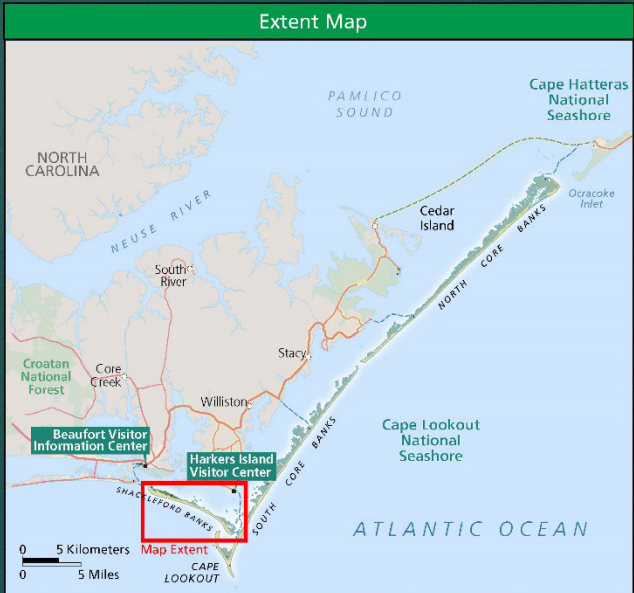 Extent Map
Cape Hatteras
National
Seashore
PAMLICO
SOUND
NORTH
CAROLINA
Ocracoke
Inlet
Cedar
Island
NEUSE RIVER
NORTH CORE BANKS
South
River
Stacy
Croatan
National
Forest
Core
Creek
Williston
Cape Lookout
National
Seashore
Beaufort Visitor
Information Center
Harkers Island
Visitor Center
SHACKLEFORD BANKS
SOUTH CORE BANKS
ATLANTIC OCEAN
0 5 Kilometers
Map Extent
0 5 Miles
CAPE
LOOKOUT